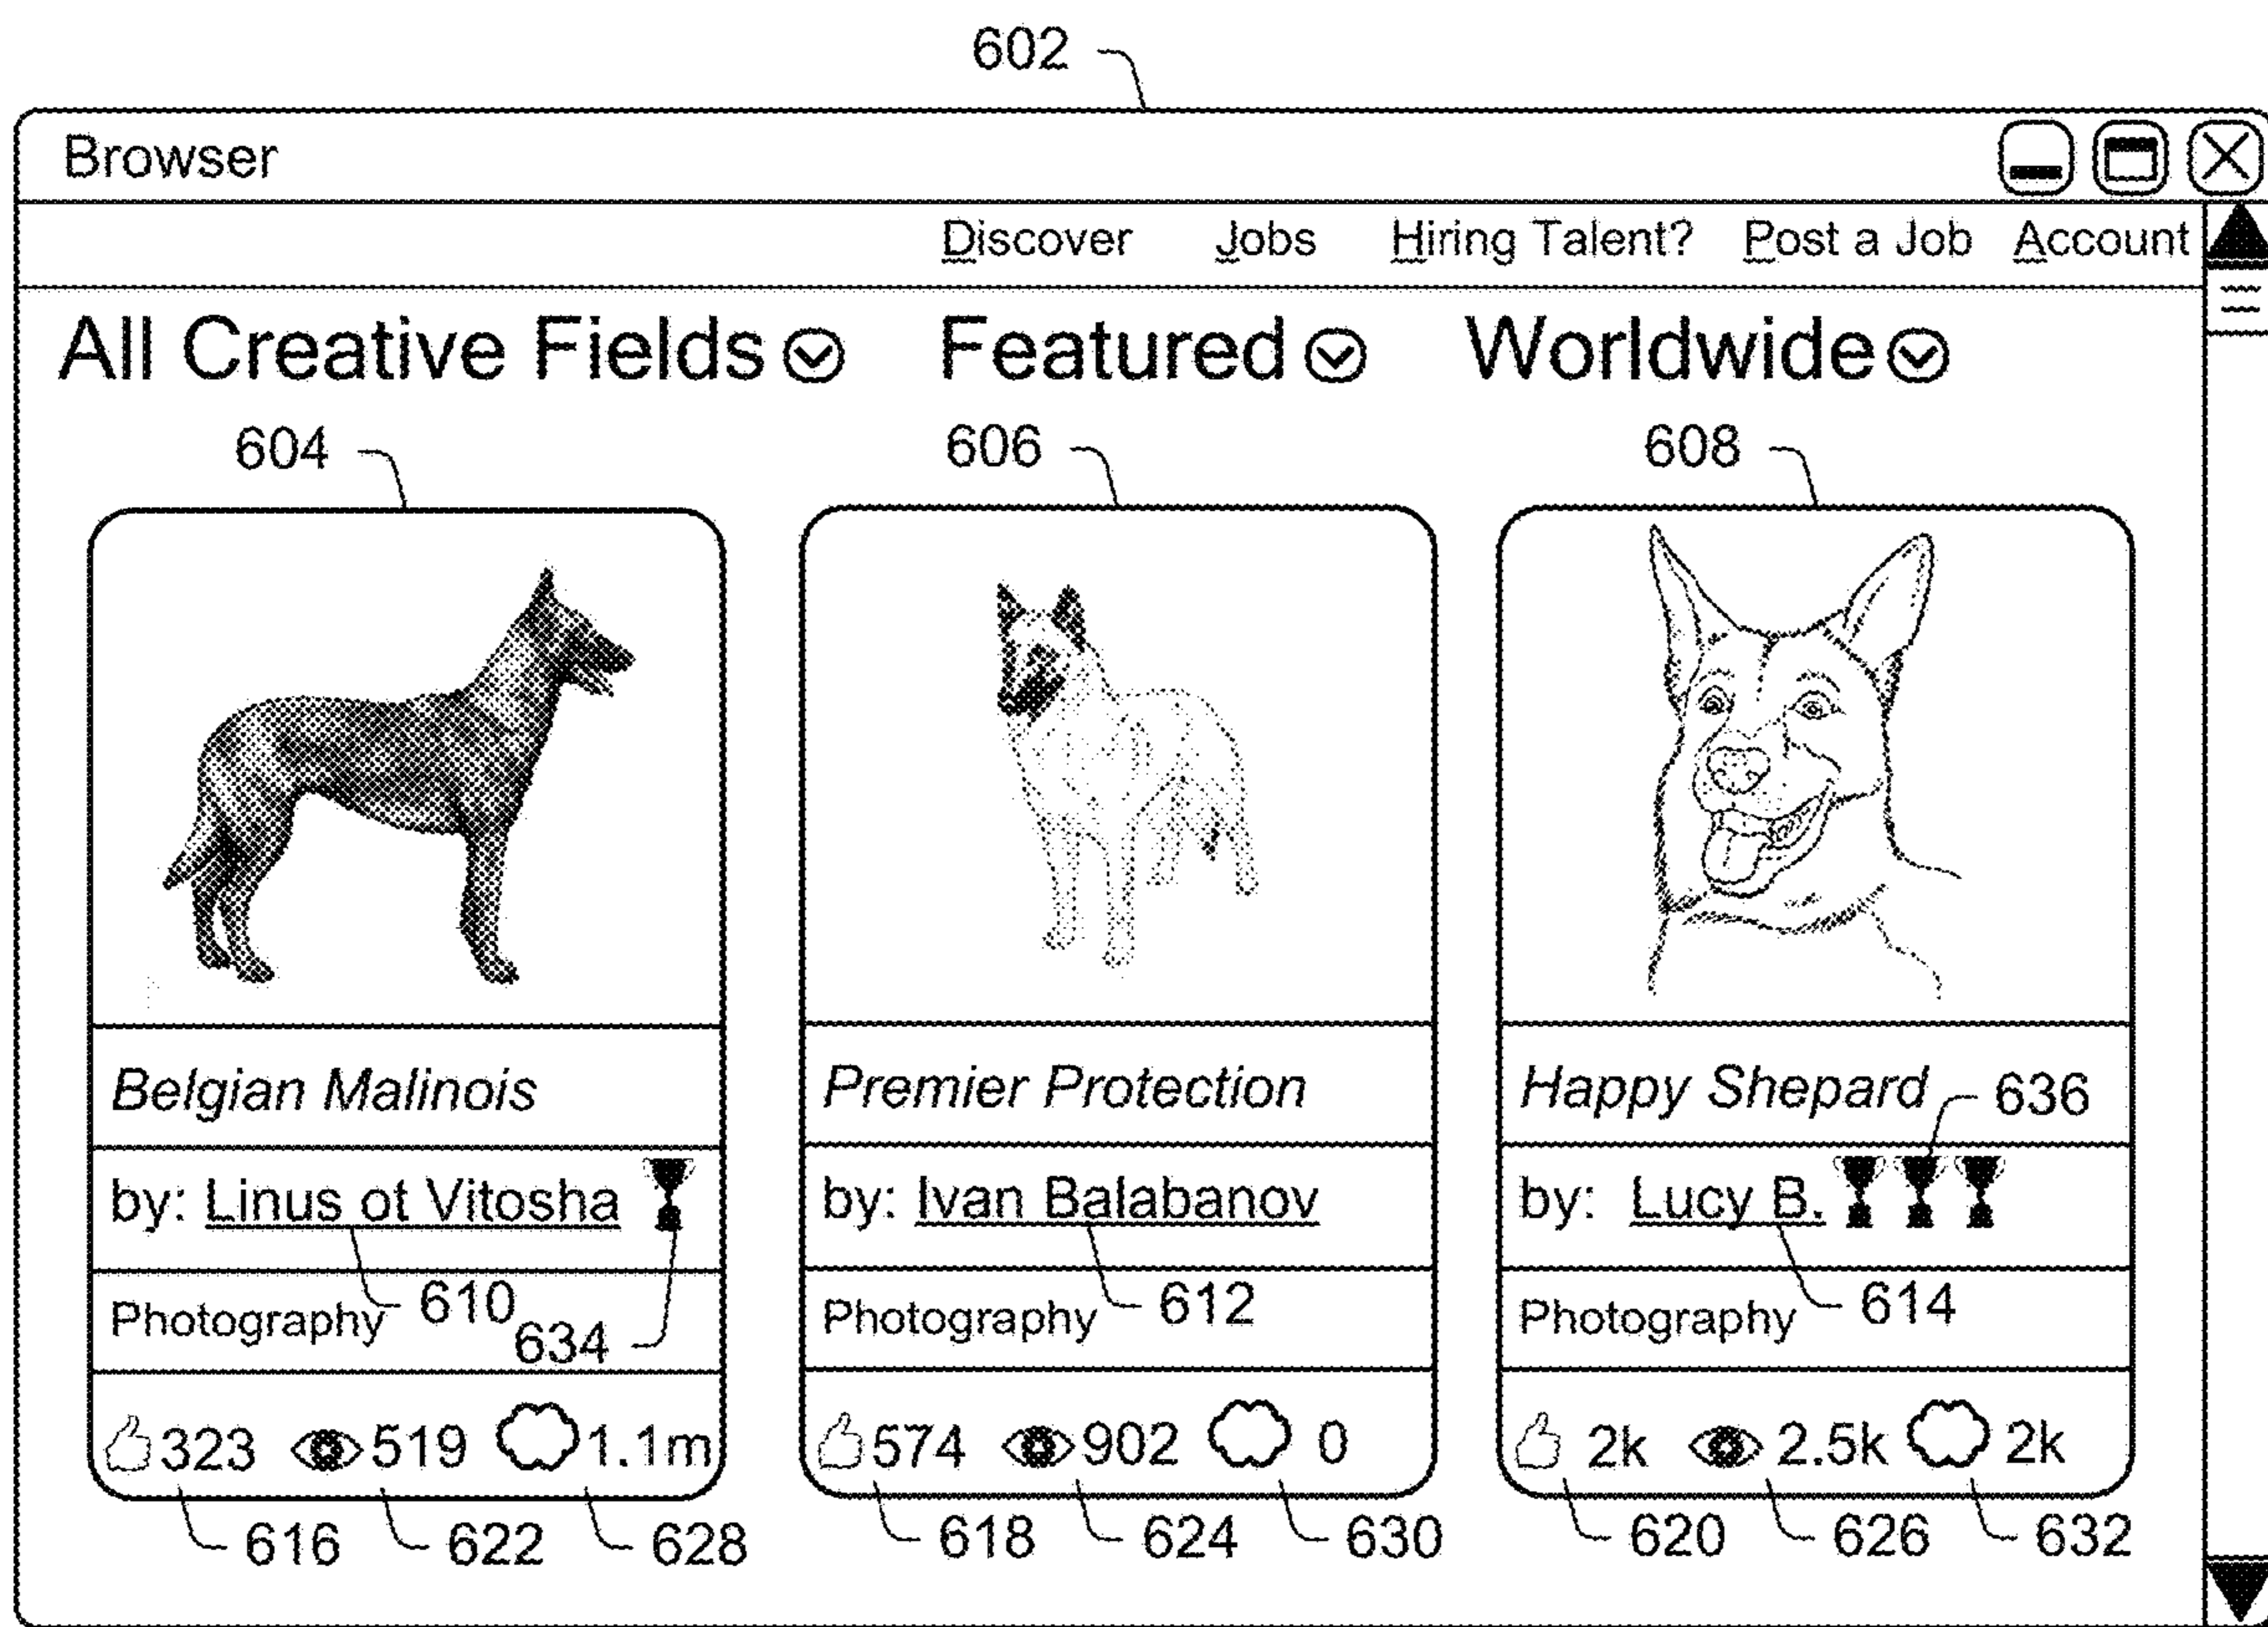 602
Browser
Discover Jobs Hiring Talent? Post a Job Account
All Creative Fields Featured Worldwide
604 606 608
Belgian Malinois Premier Protection Happy Shepard 636
by: Linus ot Vitosha by: Ivan Balabanov by: Lucy B.
Photography 610 Photography 612 Photography 614
634
323 519 1.1m 574 902 0 2k 2.5k 2k
616 622 628 618 624 630 620 626 632